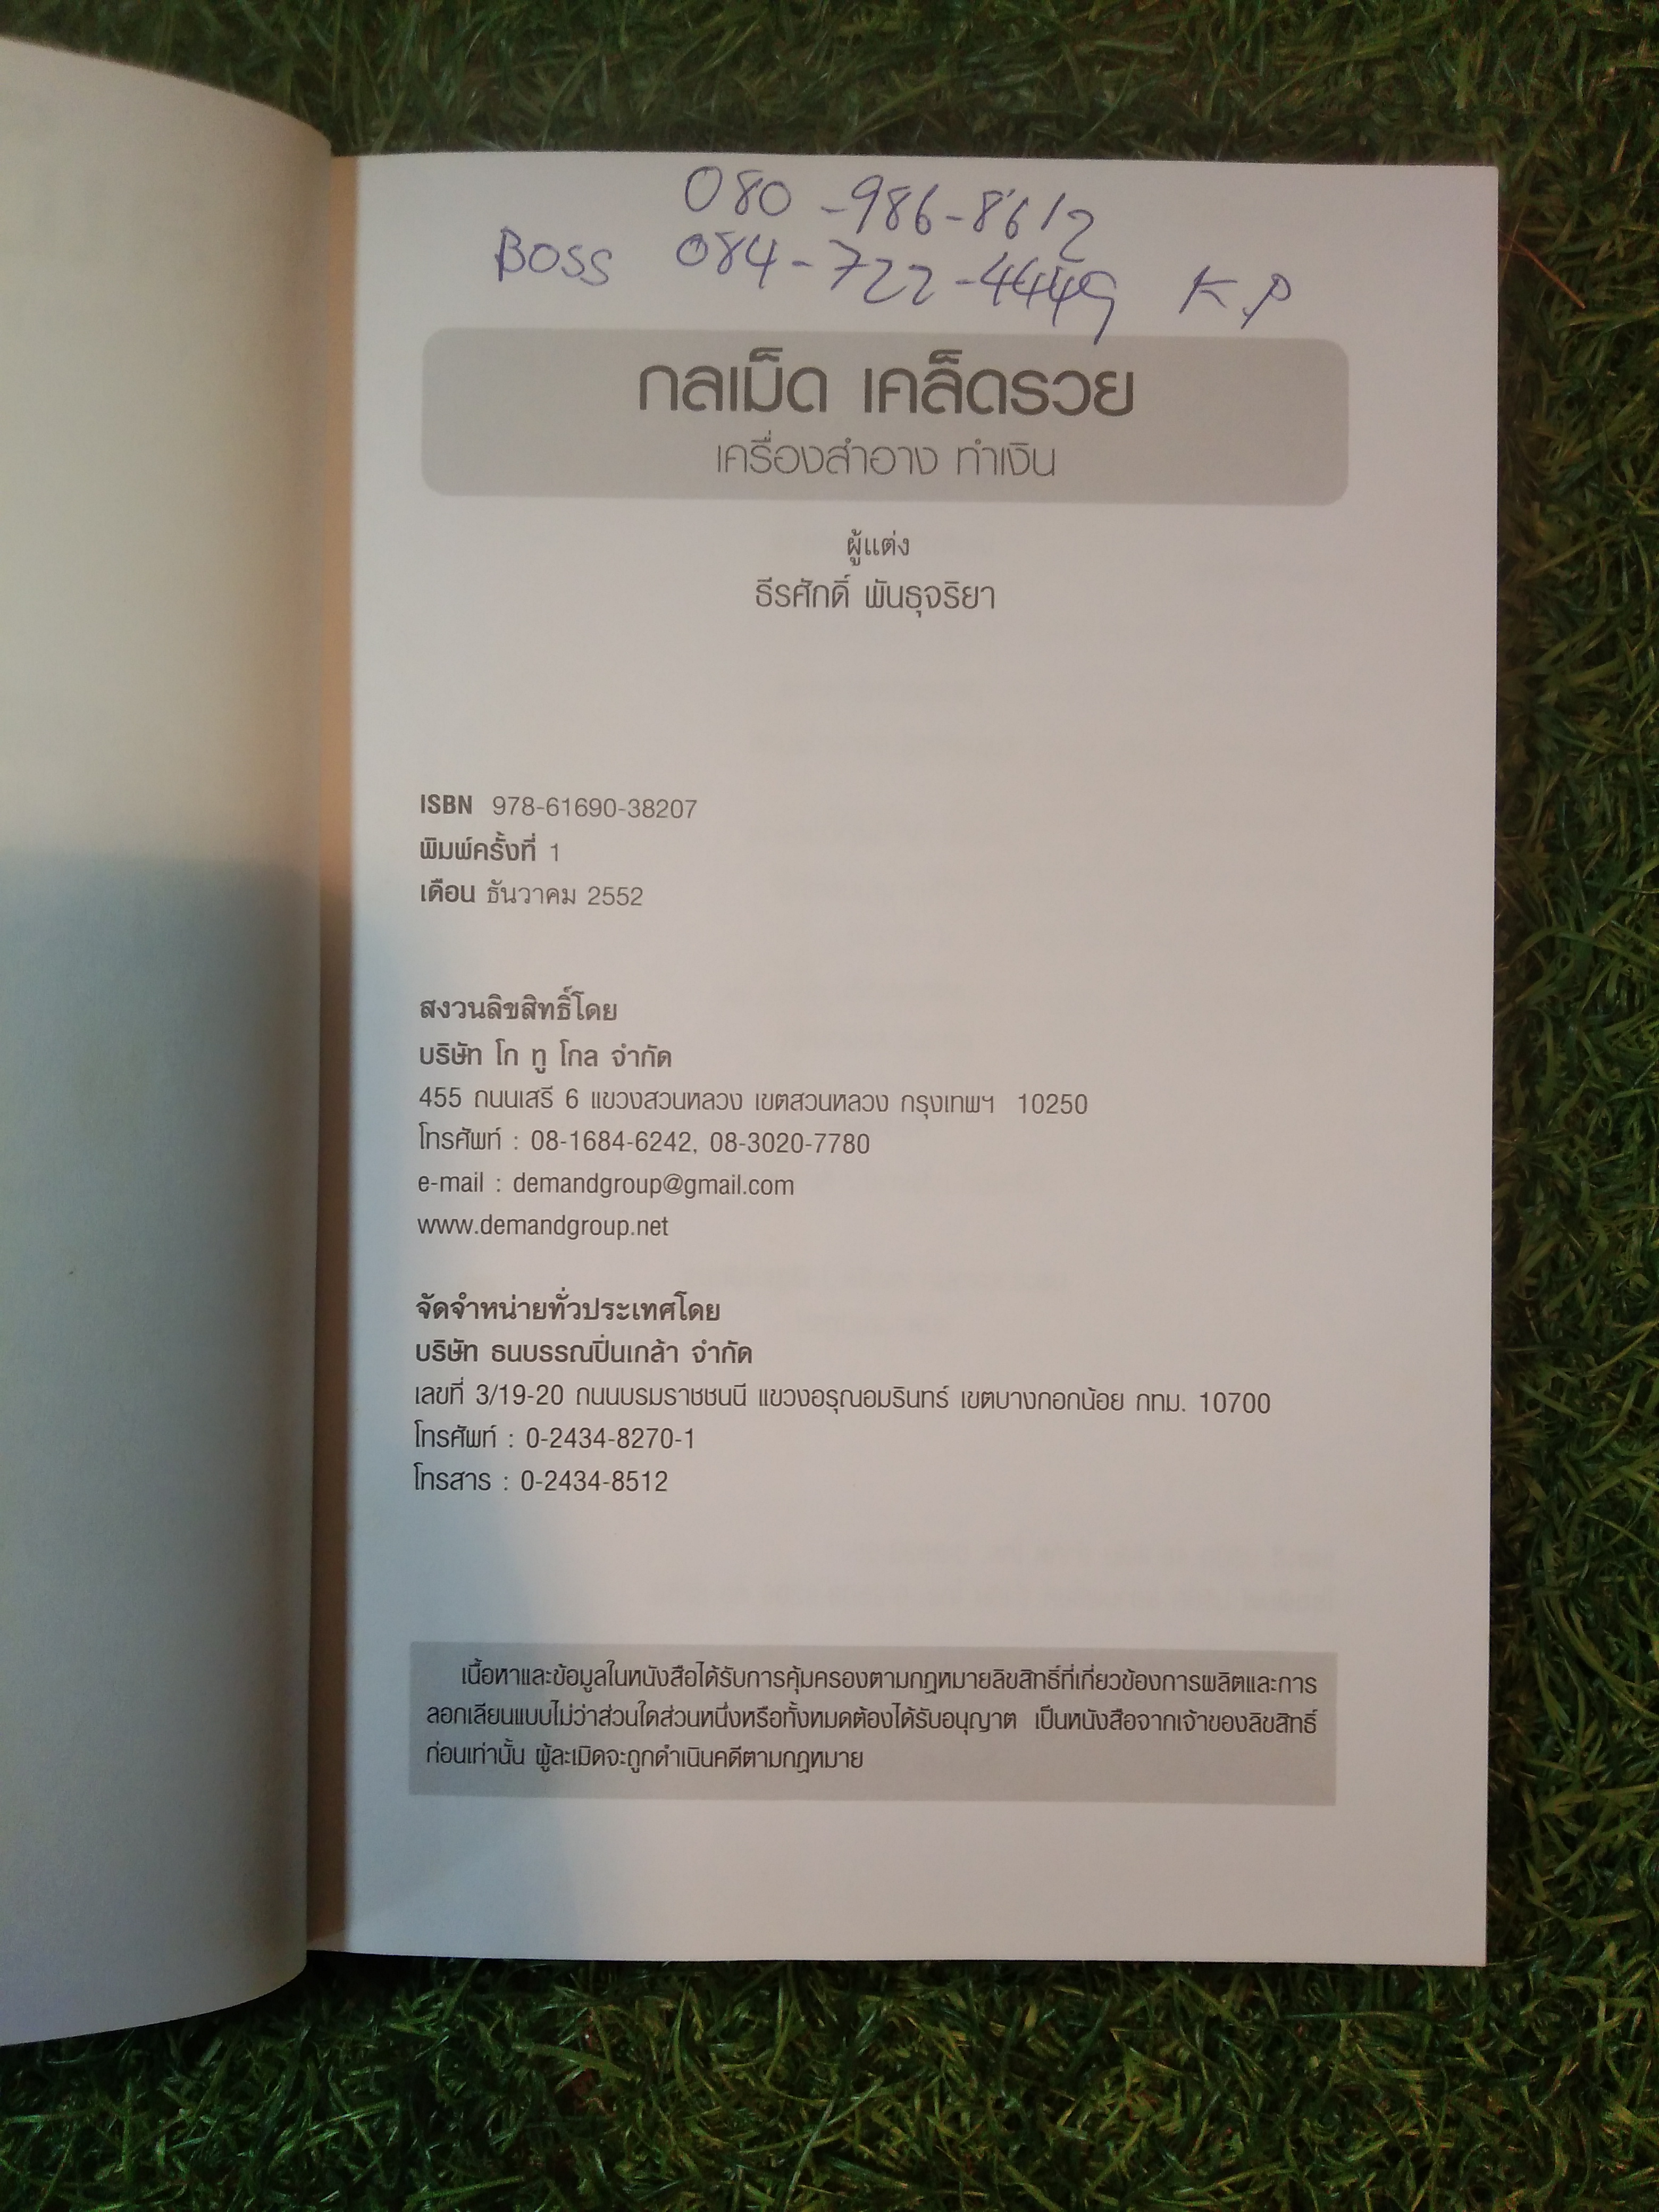 080-986-8612
BOSS 084-722-4449 K.P
กลเม็ด เคล็ดรวย
เครื่องสำอาง ทำเงิน
ผู้แต่ง
ธีรศักดิ์ พันธุจริยา
ISBN 978-61690-38207
พิมพ์ครั้งที่ 1
เดือน ธันวาคม 2552
สงวนลิขสิทธิ์โดย
บริษัท โก ทู โกล จำกัด
455 ถนนเสรี 6 แขวงสวนหลวง เขตสวนหลวง กรุงเทพฯ 10250
โทรศัพท์ : 08-1684-6242, 08-3020-7780
e-mail : demandgroup@gmail.com
www.demandgroup.net
จัดจำหน่ายทั่วประเทศโดย
บริษัท ธนบรรณปิ่นเกล้า จำกัด
เลขที่ 3/19-20 ถนนบรมราชชนนี แขวงอรุณอมรินทร์ เขตบางกอกน้อย กทม. 10700
โทรศัพท์ : 0-2434-8270-1
โทรสาร : 0-2434-8512
เนื้อหาและข้อมูลในหนังสือได้รับการคุ้มครองตามกฎหมายลิขสิทธิ์ที่เกี่ยวข้องการผลิตและการ
ลอกเลียนแบบไม่ว่าส่วนใดส่วนหนึ่งหรือทั้งหมดต้องได้รับอนุญาต เป็นหนังสือจากเจ้าของลิขสิทธิ์
ก่อนเท่านั้น ผู้ละเมิดจะถูกดำเนินคดีตามกฎหมาย